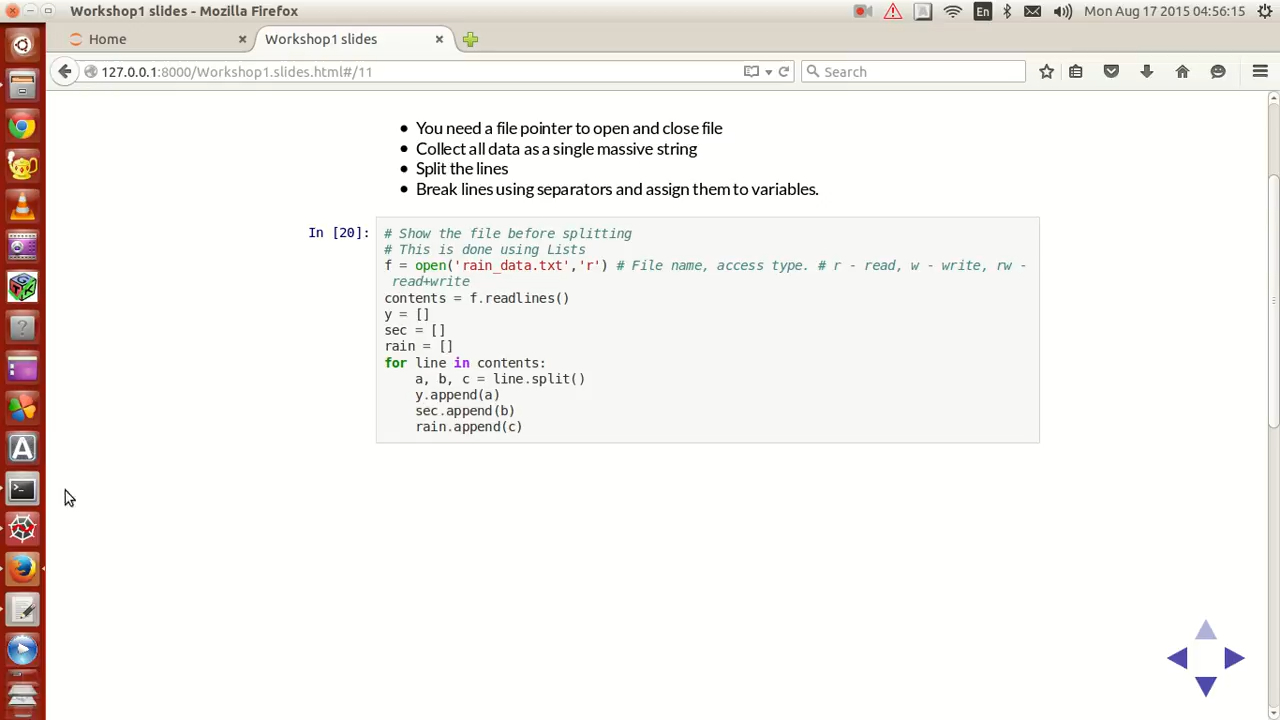 Workshop1 slides - Mozilla Firefox
En
Mon Aug 17 2015 04:56:15
Home
Workshop1 slides
127.0.0.1:8000/Workshop1.slides.html#/11
Search
You need a file pointer to open and close file
Collect all data as a single massive string
Split the lines
Break lines using separators and assign them to variables.
In [20]:
# Show the file before splitting
# This is done using Lists
f = open('rain_data.txt','r') # File name, access type. # r - read, w - write, rw -
read+write
contents = f.readlines()
y = []
sec = []
rain = []
for line in contents:
    a, b, c = line.split()
    y.append(a)
    sec.append(b)
    rain.append(c)